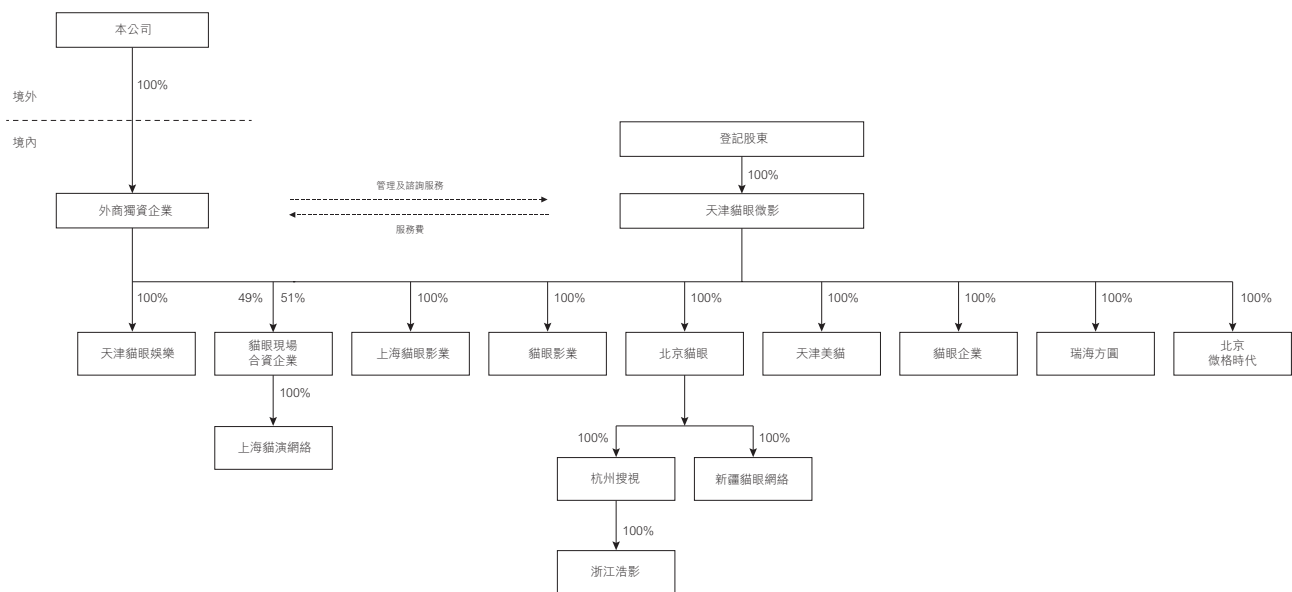 本公司
100%
境外
境內
登記股東
100%
管理及諮詢服務
外商獨資企業
天津貓眼微影
服務費
100%
49%
51%
100%
100%
100%
100%
100%
100%
100%
天津貓眼娛樂
貓眼現場
合資企業
上海貓眼影業
貓眼影業
北京貓眼
天津美貓
貓眼企業
瑞海方圓
北京
微格時代
100%
上海貓演網絡
100%
100%
杭州搜視
新疆貓眼網絡
100%
浙江浩影